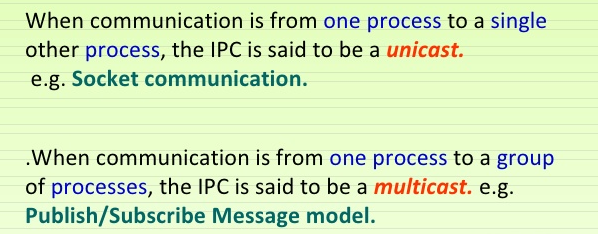 When communication is from one process to a single
other process, the IPC is said to be a unicast.
e.g. Socket communication.
.When communication is from one process to a group
of processes, the IPC is said to be a multicast. e.g.
Publish/Subscribe Message model.